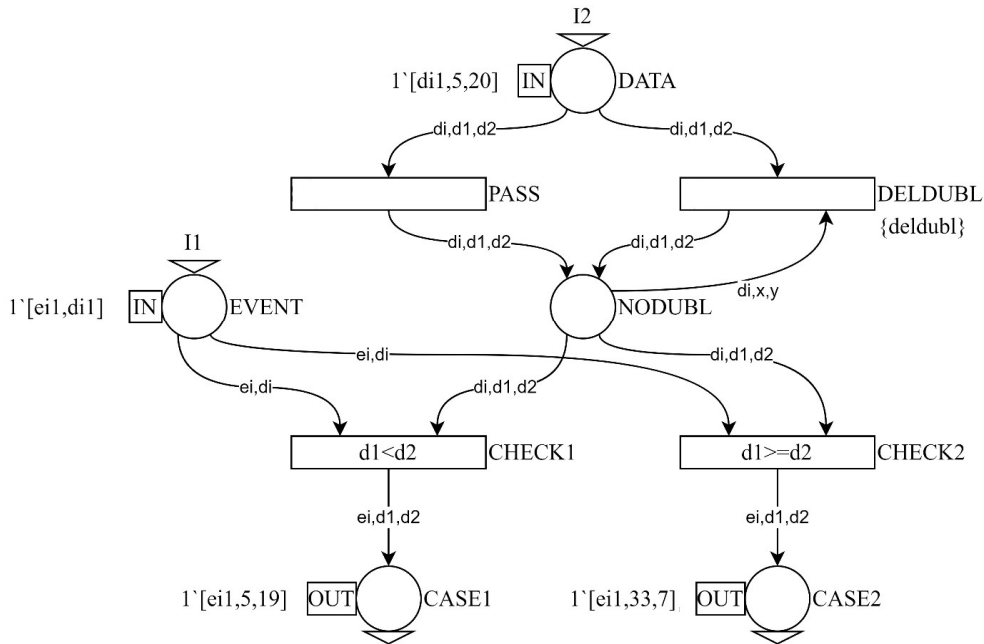 I2
1`[di1,5,20] IN DATA
di,d1,d2 di,d1,d2
PASS DELDUBL
{deldubl}
di,d1,d2 di,d1,d2
I1
1`[ei1,di1] IN EVENT NODUBL di,x,y
ei,di di,d1,d2
ei,di di,d1,d2
d1<d2 CHECK1 d1>=d2 CHECK2
ei,d1,d2 ei,d1,d2
1`[ei1,5,19] OUT CASE1 1`[ei1,33,7] OUT CASE2